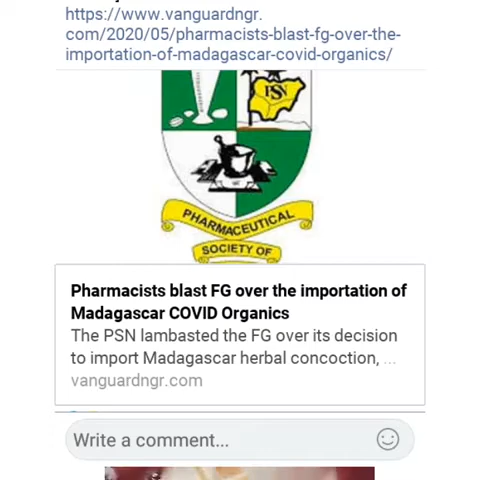 https://www.vanguardngr.
com/2020/05/pharmacists-blast-fg-over-the-
importation-of-madagascar-covid-organics/
PSN
PHARMACEUTICAL
SOCIETY OF
Pharmacists blast FG over the importation of
Madagascar COVID Organics
The PSN lambasted the FG over its decision
to import Madagascar herbal concoction, ...
vanguardngr.com
Write a comment...